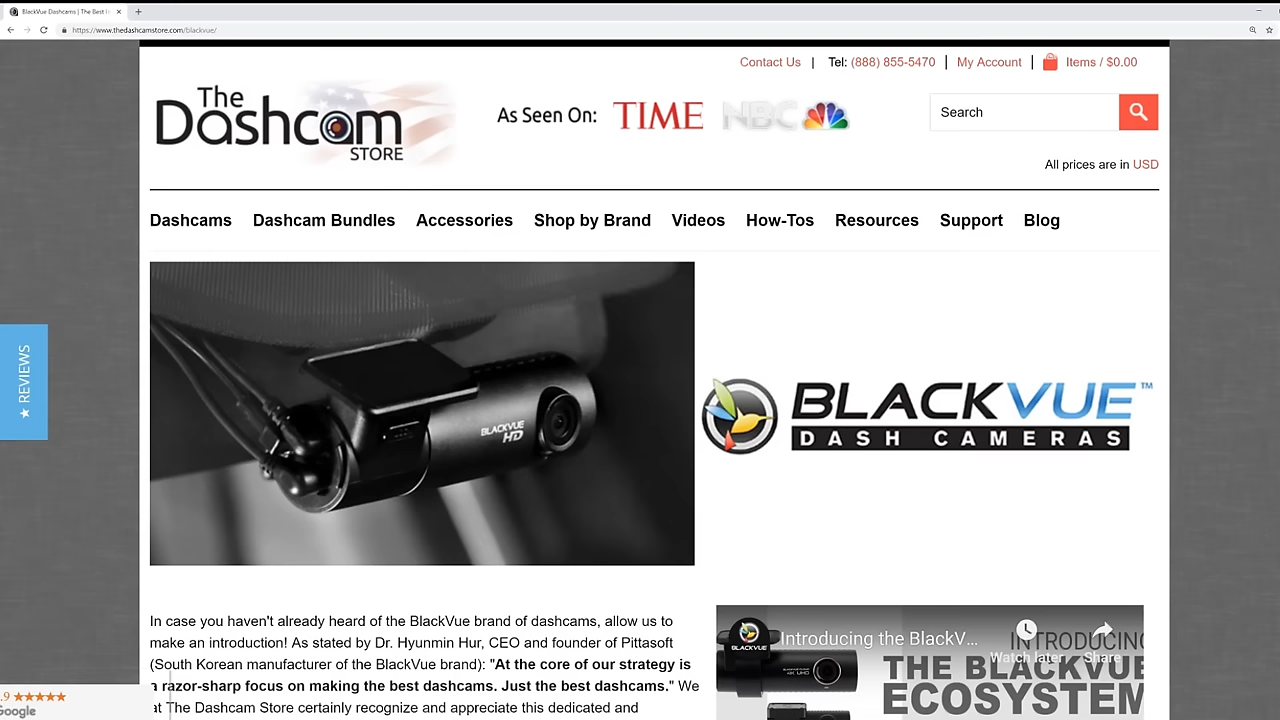 BlackVue Dashcams | The Best
https://www.thedashcamstore.com/blackvue/
Contact Us | Tel: (888) 855-5470 | My Account | Items / $0.00
The
Dashcam
STORE
As Seen On: TIME NBC
Search
All prices are in USD
Dashcams Dashcam Bundles Accessories Shop by Brand Videos How-Tos Resources Support Blog
★ REVIEWS
BLACKVUE
HD
BLACKVUE™
DASH CAMERAS
In case you haven't already heard of the BlackVue brand of dashcams, allow us to
make an introduction! As stated by Dr. Hyunmin Hur, CEO and founder of Pittasoft
(South Korean manufacturer of the BlackVue brand): "At the core of our strategy is
a razor-sharp focus on making the best dashcams. Just the best dashcams." We
at The Dashcam Store certainly recognize and appreciate this dedicated and
.9 ★★★★★
Google
BLACKVUE
Introducing the BlackV...
Watch later
Share
INTRODUCING
THE BLACKVUE
ECOSYSTEM